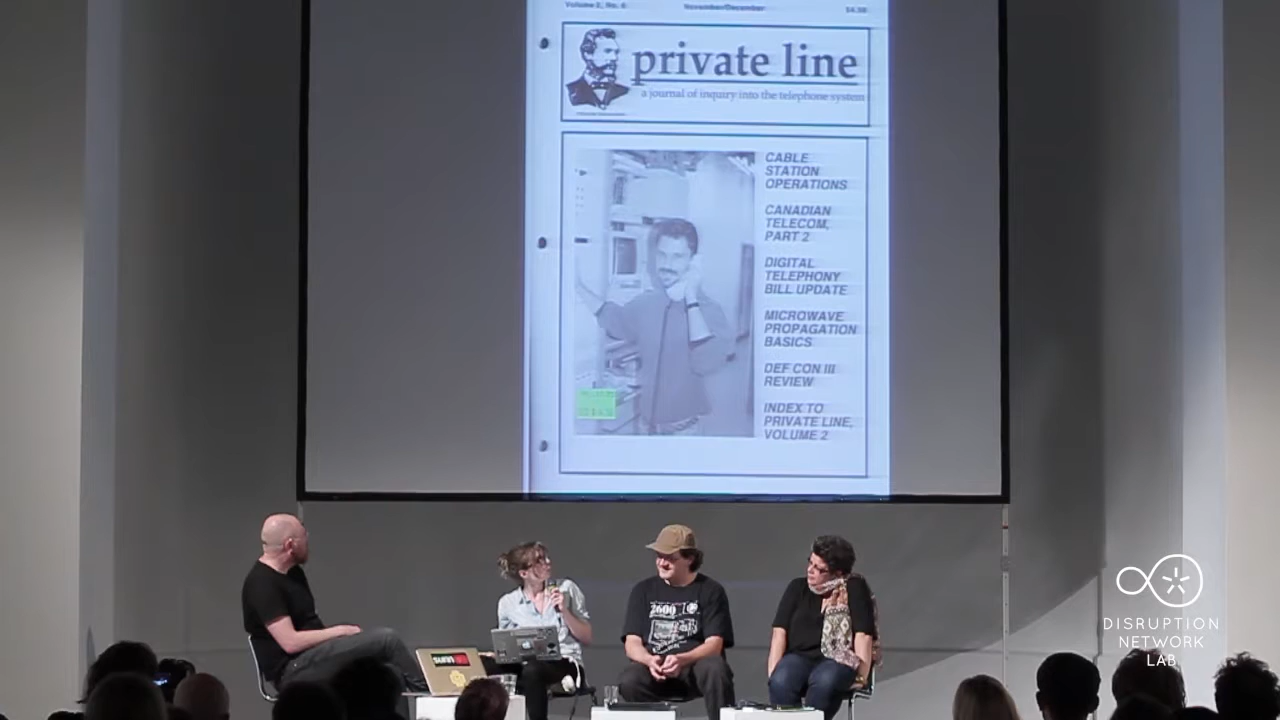 Volume 2, No. 6 November/December $4.50
private line
a journal of inquiry into the telephone system
CABLE
STATION
OPERATIONS
CANADIAN
TELECOM,
PART 2
DIGITAL
TELEPHONY
BILL UPDATE
MICROWAVE
PROPAGATION
BASICS
DEF CON III
REVIEW
INDEX TO
PRIVATE LINE,
VOLUME 2
2600
DISRUPTION
NETWORK
LAB